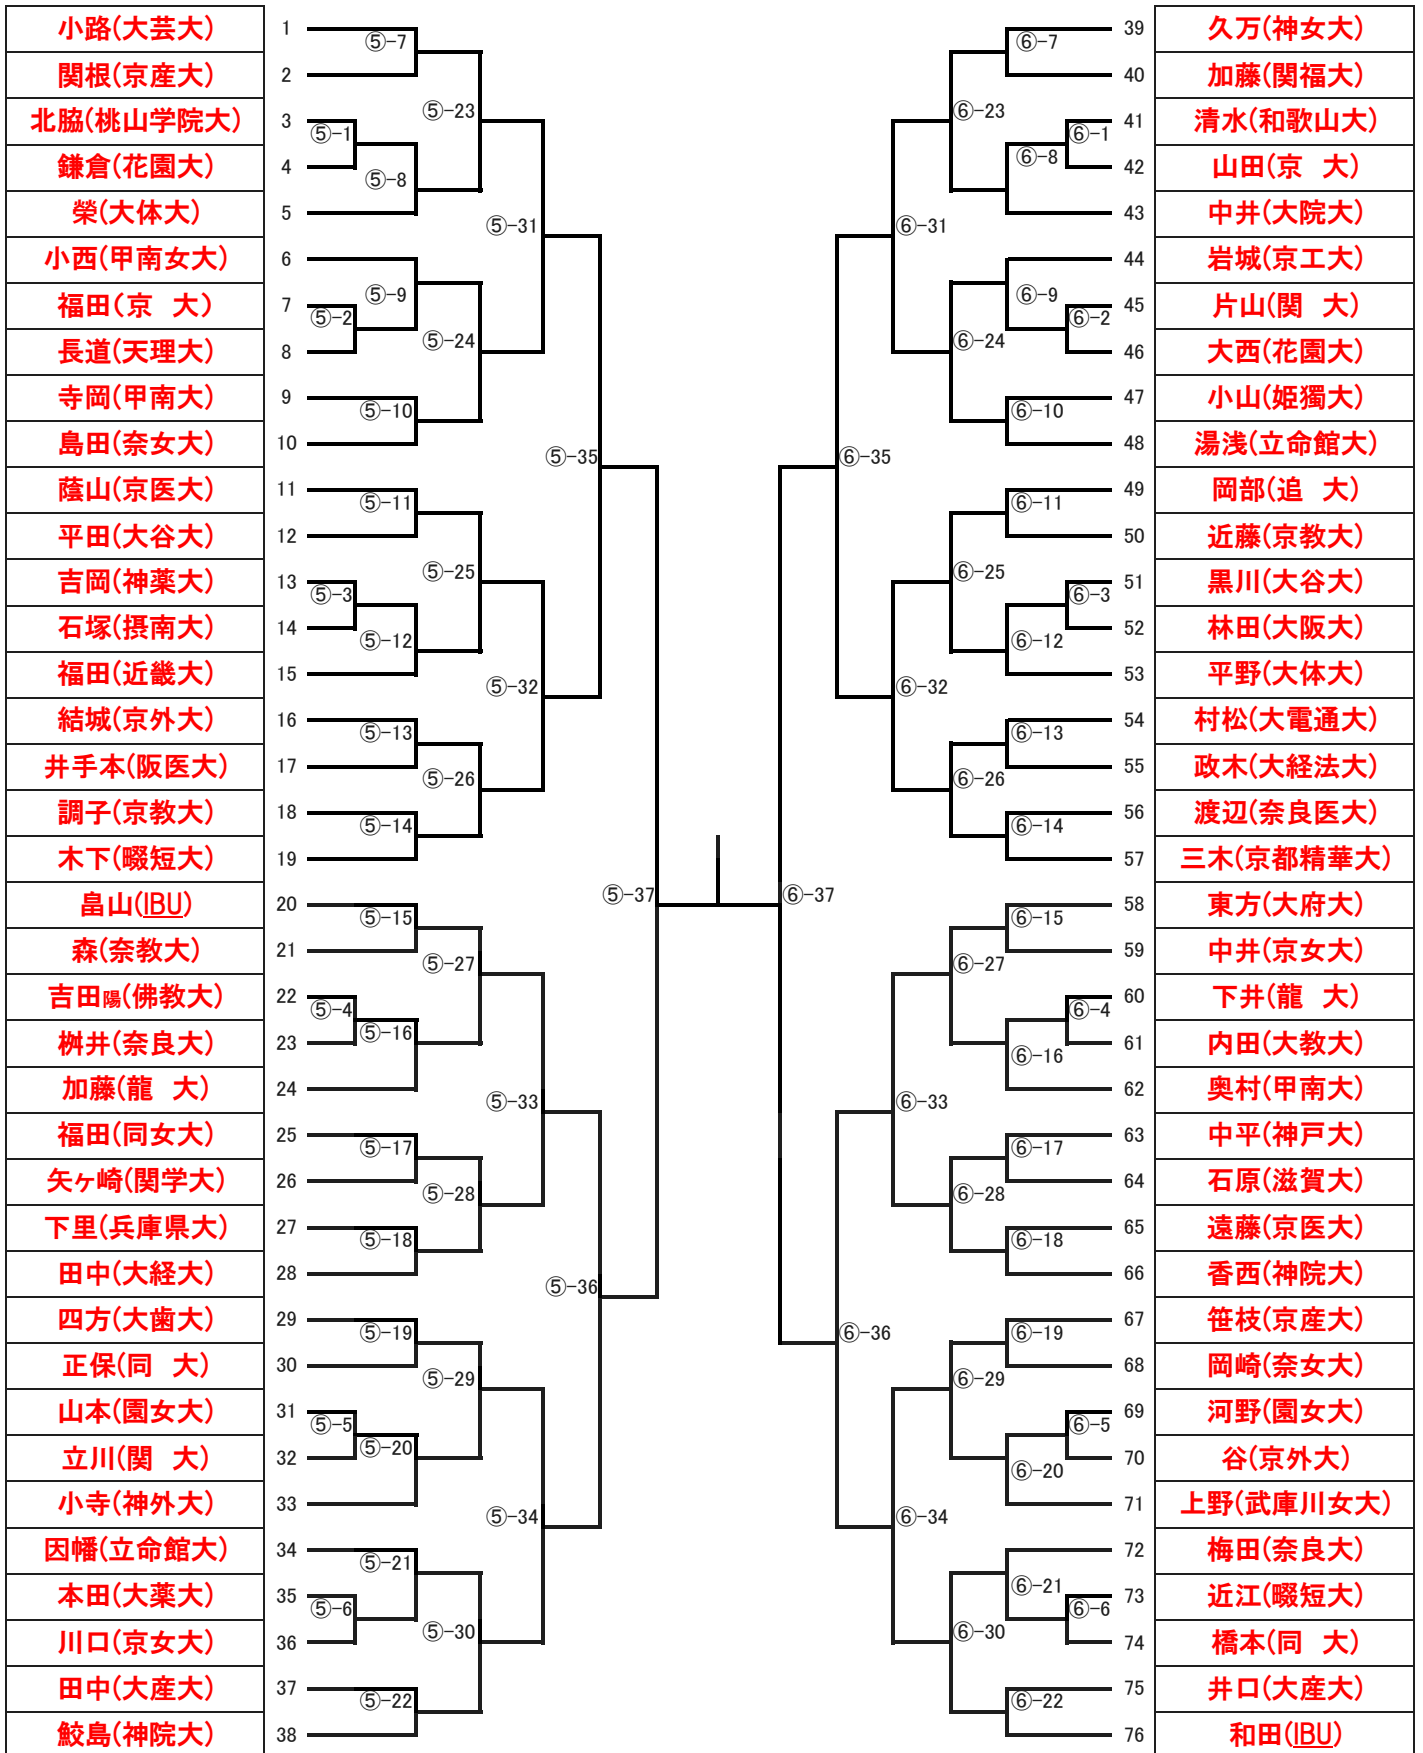 小路(大芸大) 1 39 久万(神女大)
⑤-7 ⑥-7
関根(京産大) 2 40 加藤(関福大)
⑤-23 ⑥-23
北脇(桃山学院大) 3 41 清水(和歌山大)
⑤-1 ⑥-1
⑥-8
鎌倉(花園大) 4 42 山田(京 大)
⑤-8
榮(大体大) 5 43 中井(大院大)
⑤-31 ⑥-31
小西(甲南女大) 6 44 岩城(京工大)
⑤-9 ⑥-9
福田(京 大) 7 45 片山(関 大)
⑤-2 ⑥-2
⑤-24 ⑥-24
長道(天理大) 8 46 大西(花園大)
寺岡(甲南大) 9 47 小山(姫獨大)
⑤-10 ⑥-10
島田(奈女大) 10 48 湯浅(立命館大)
⑤-35 ⑥-35
蔭山(京医大) 11 49 岡部(追 大)
⑤-11 ⑥-11
平田(大谷大) 12 50 近藤(京教大)
⑤-25 ⑥-25
吉岡(神薬大) 13 51 黒川(大谷大)
⑤-3 ⑥-3
石塚(摂南大) 14 52 林田(大阪大)
⑤-12 ⑥-12
福田(近畿大) 15 53 平野(大体大)
⑤-32 ⑥-32
結城(京外大) 16 54 村松(大電通大)
⑤-13 ⑥-13
井手本(阪医大) 17 55 政木(大経法大)
⑤-26 ⑥-26
調子(京教大) 18 56 渡辺(奈良医大)
⑤-14 ⑥-14
木下(畷短大) 19 57 三木(京都精華大)
⑤-37 ⑥-37
畠山(IBU) 20 58 東方(大府大)
⑤-15 ⑥-15
森(奈教大) 21 59 中井(京女大)
⑤-27 ⑥-27
吉田陽(佛教大) 22 60 下井(龍 大)
⑤-4 ⑥-4
⑤-16
桝井(奈良大) 23 61 内田(大教大)
⑥-16
加藤(龍 大) 24 62 奥村(甲南大)
⑤-33 ⑥-33
福田(同女大) 25 63 中平(神戸大)
⑤-17 ⑥-17
矢ヶ崎(関学大) 26 64 石原(滋賀大)
⑤-28 ⑥-28
下里(兵庫県大) 27 65 遠藤(京医大)
⑤-18 ⑥-18
田中(大経大) 28 66 香西(神院大)
⑤-36
四方(大歯大) 29 67 笹枝(京産大)
⑤-19 ⑥-36 ⑥-19
正保(同 大) 30 68 岡崎(奈女大)
⑤-29 ⑥-29
山本(園女大) 31 69 河野(園女大)
⑤-5 ⑥-5
⑤-20
立川(関 大) 32 70 谷(京外大)
⑥-20
小寺(神外大) 33 71 上野(武庫川女大)
⑤-34 ⑥-34
因幡(立命館大) 34 72 梅田(奈良大)
⑤-21 ⑥-21
本田(大薬大) 35 73 近江(畷短大)
⑤-6 ⑥-6
⑤-30 ⑥-30
川口(京女大) 36 74 橋本(同 大)
田中(大産大) 37 75 井口(大産大)
⑤-22 ⑥-22
鮫島(神院大) 38 76 和田(IBU)